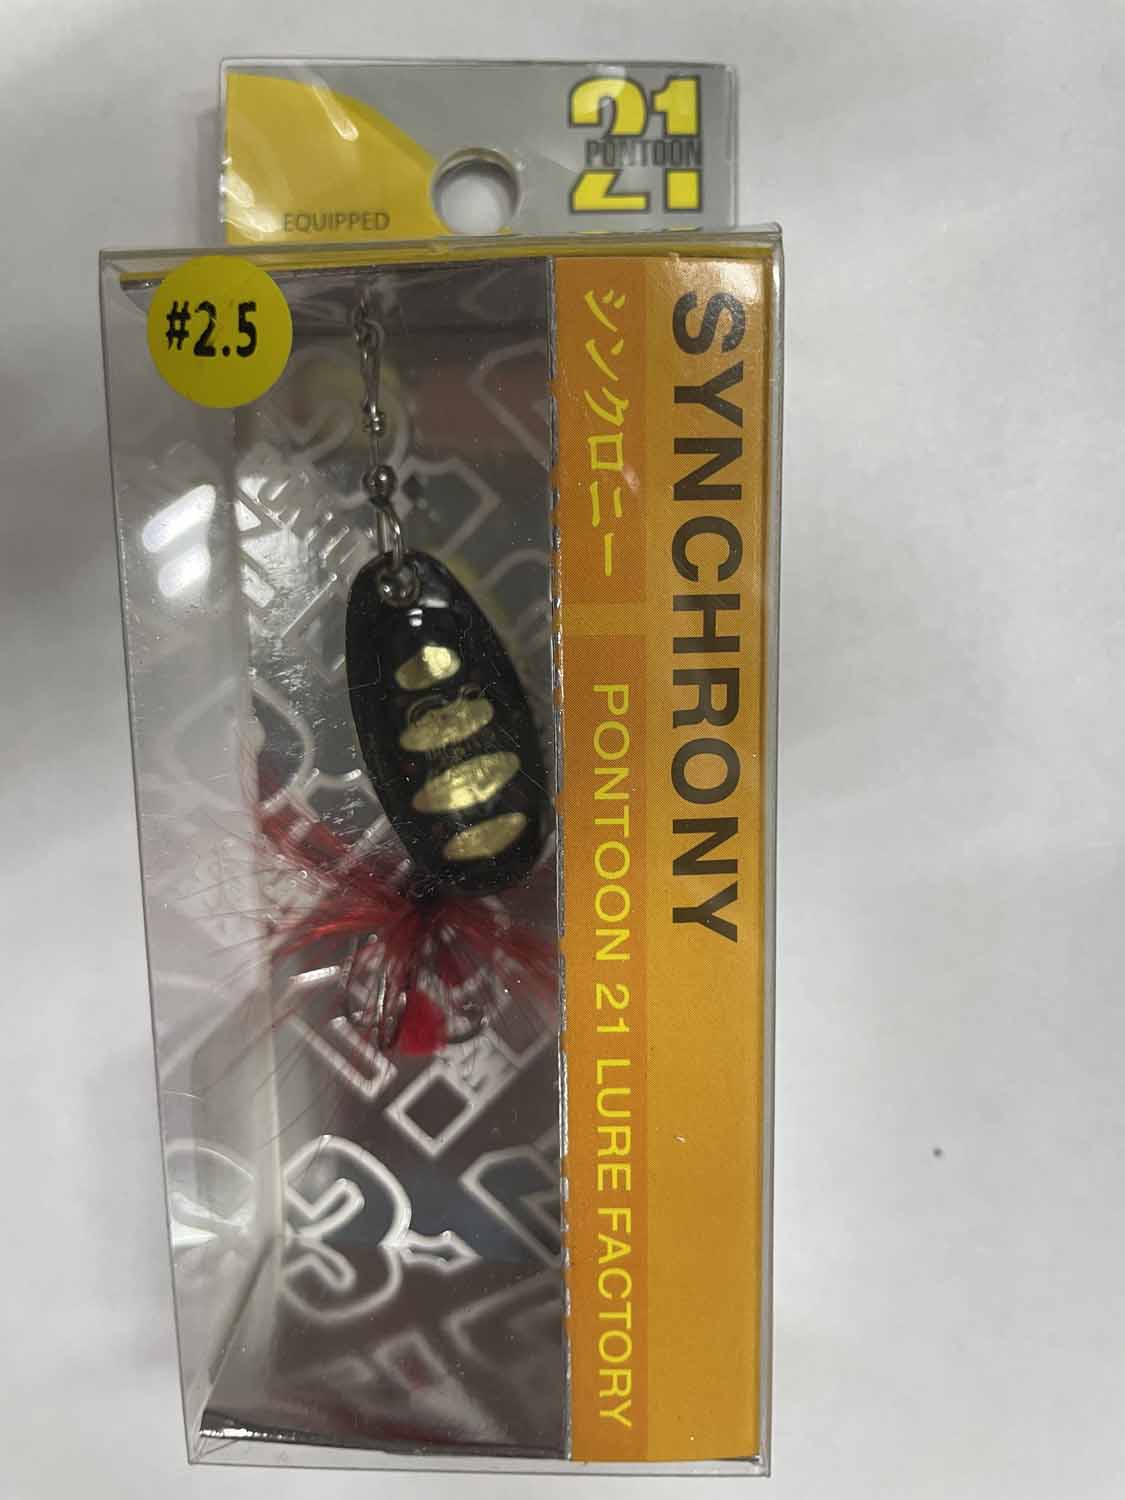 21
PONTOON
EQUIPPED
#2.5
シンクロニー
SYNCHRONY
PONTOON 21 LURE FACTORY